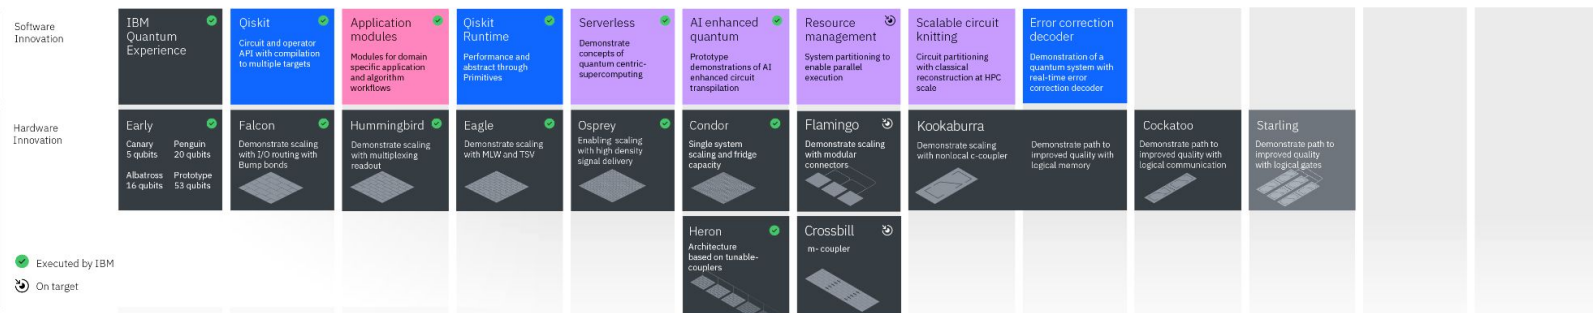 Software
Innovation
IBM
Quantum
Experience
Qiskit
Circuit and operator
API with compilation
to multiple targets
Application
modules
Modules for domain
specific application
and algorithm
workflows
Qiskit
Runtime
Performance and
abstract through
Primitives
Serverless
Demonstrate
concepts of
quantum centric-
supercomputing
AI enhanced
quantum
Prototype
demonstrations of AI
enhanced circuit
transpilation
Resource
management
System partitioning to
enable parallel
execution
Scalable circuit
knitting
Circuit partitioning
with classical
reconstruction at HPC
scale
Error correction
decoder
Demonstration of a
quantum system with
real-time error
correction decoder
Hardware
Innovation
Early
Canary
5 qubits
Penguin
20 qubits
Albatross
16 qubits
Prototype
53 qubits
Falcon
Demonstrate scaling
with I/O routing with
Bump bonds
Hummingbird
Demonstrate scaling
with multiplexing
readout
Eagle
Demonstrate scaling
with MLW and TSV
Osprey
Enabling scaling
with high density
signal delivery
Condor
Single system
scaling and fridge
capacity
Flamingo
Demonstrate scaling
with modular
connectors
Kookaburra
Demonstrate scaling
with nonlocal c-coupler
Demonstrate path to
improved quality with
logical memory
Cockatoo
Demonstrate path to
improved quality with
logical communication
Starling
Demonstrate path to
improved quality
with logical gates
Heron
Architecture
based on tunable-
couplers
Crossbill
m- coupler
Executed by IBM
On target